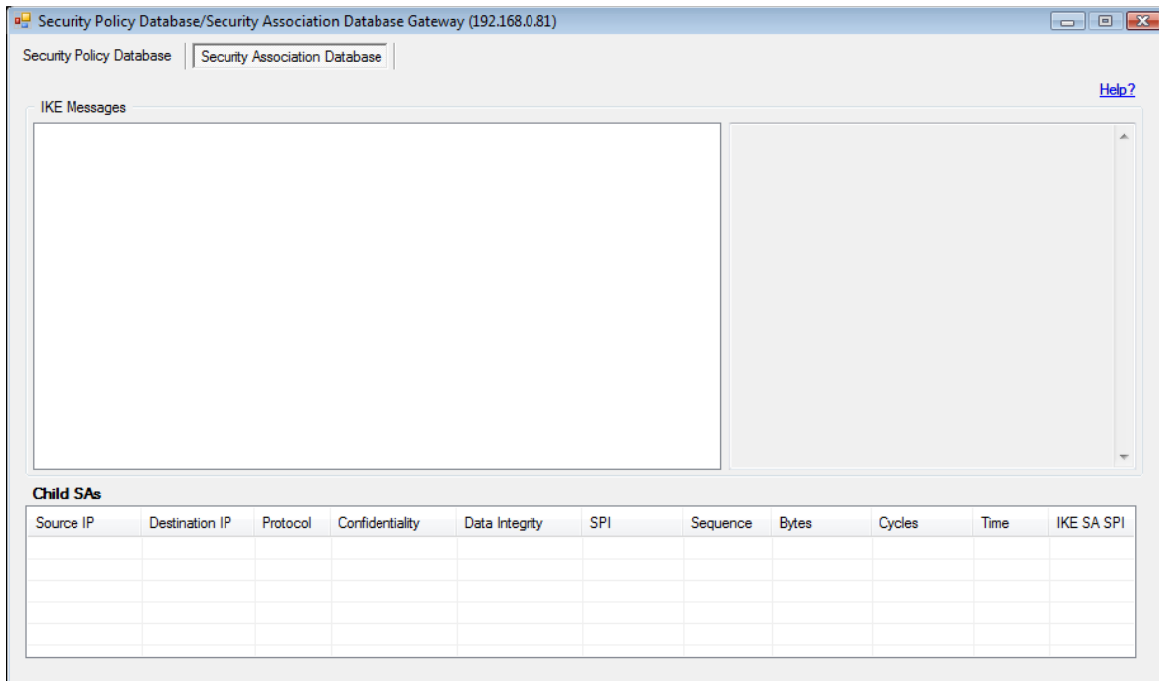 Security Policy Database/Security Association Database Gateway (192.168.0.81)
Security Policy Database Security Association Database
Help?
IKE Messages
Child SAs
Source IP Destination IP Protocol Confidentiality Data Integrity SPI Sequence Bytes Cycles Time IKE SA SPI